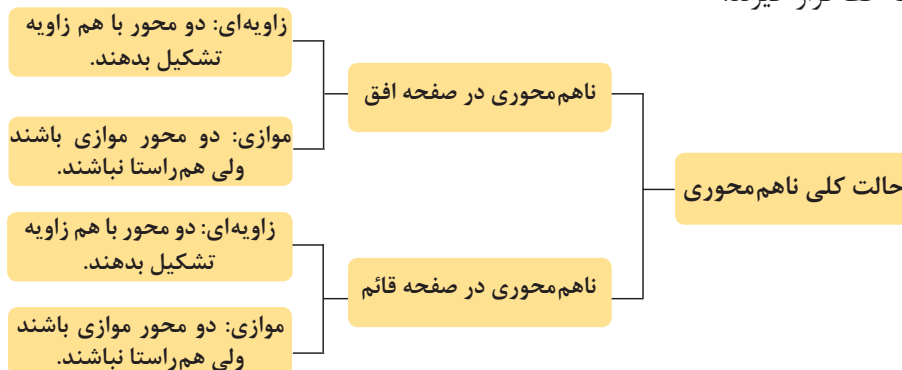 قرار گیرند.
حالت کلی ناهم‌محوری
ناهم‌محوری در صفحه افق
زاویه‌ای: دو محور با هم زاویه
تشکیل بدهند.
موازی: دو محور موازی باشند
ولی هم‌راستا نباشند.
ناهم‌محوری در صفحه قائم
زاویه‌ای: دو محور با هم زاویه
تشکیل بدهند.
موازی: دو محور موازی باشند
ولی هم‌راستا نباشند.